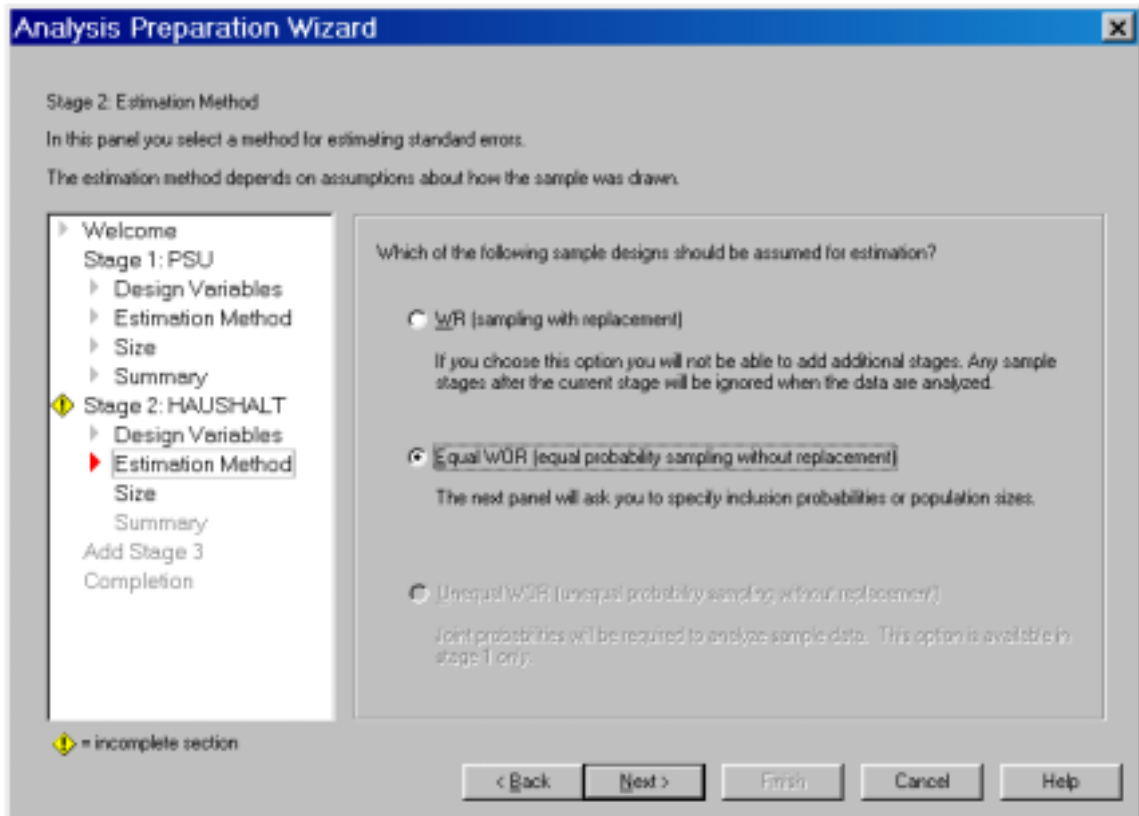 Analysis Preparation Wizard
Stage 2: Estimation Method
In this panel you select a method for estimating standard errors.
The estimation method depends on assumptions about how the sample was drawn.
Welcome
Stage 1: PSU
Design Variables
Estimation Method
Size
Summary
Stage 2: HAUSHALT
Design Variables
Estimation Method
Size
Summary
Add Stage 3
Completion
! = incomplete section
Which of the following sample designs should be assumed for estimation?
WR (sampling with replacement)
If you choose this option you will not be able to add additional stages. Any sample
stages after the current stage will be ignored when the data are analyzed.
Equal WOR (equal probability sampling without replacement)
The next panel will ask you to specify inclusion probabilities or population sizes.
Unequal WOR (unequal probability sampling without replacement)
Joint probabilities will be required to analyze sample data. This option is available in
stage 1 only.
< Back
Next >
Finish
Cancel
Help